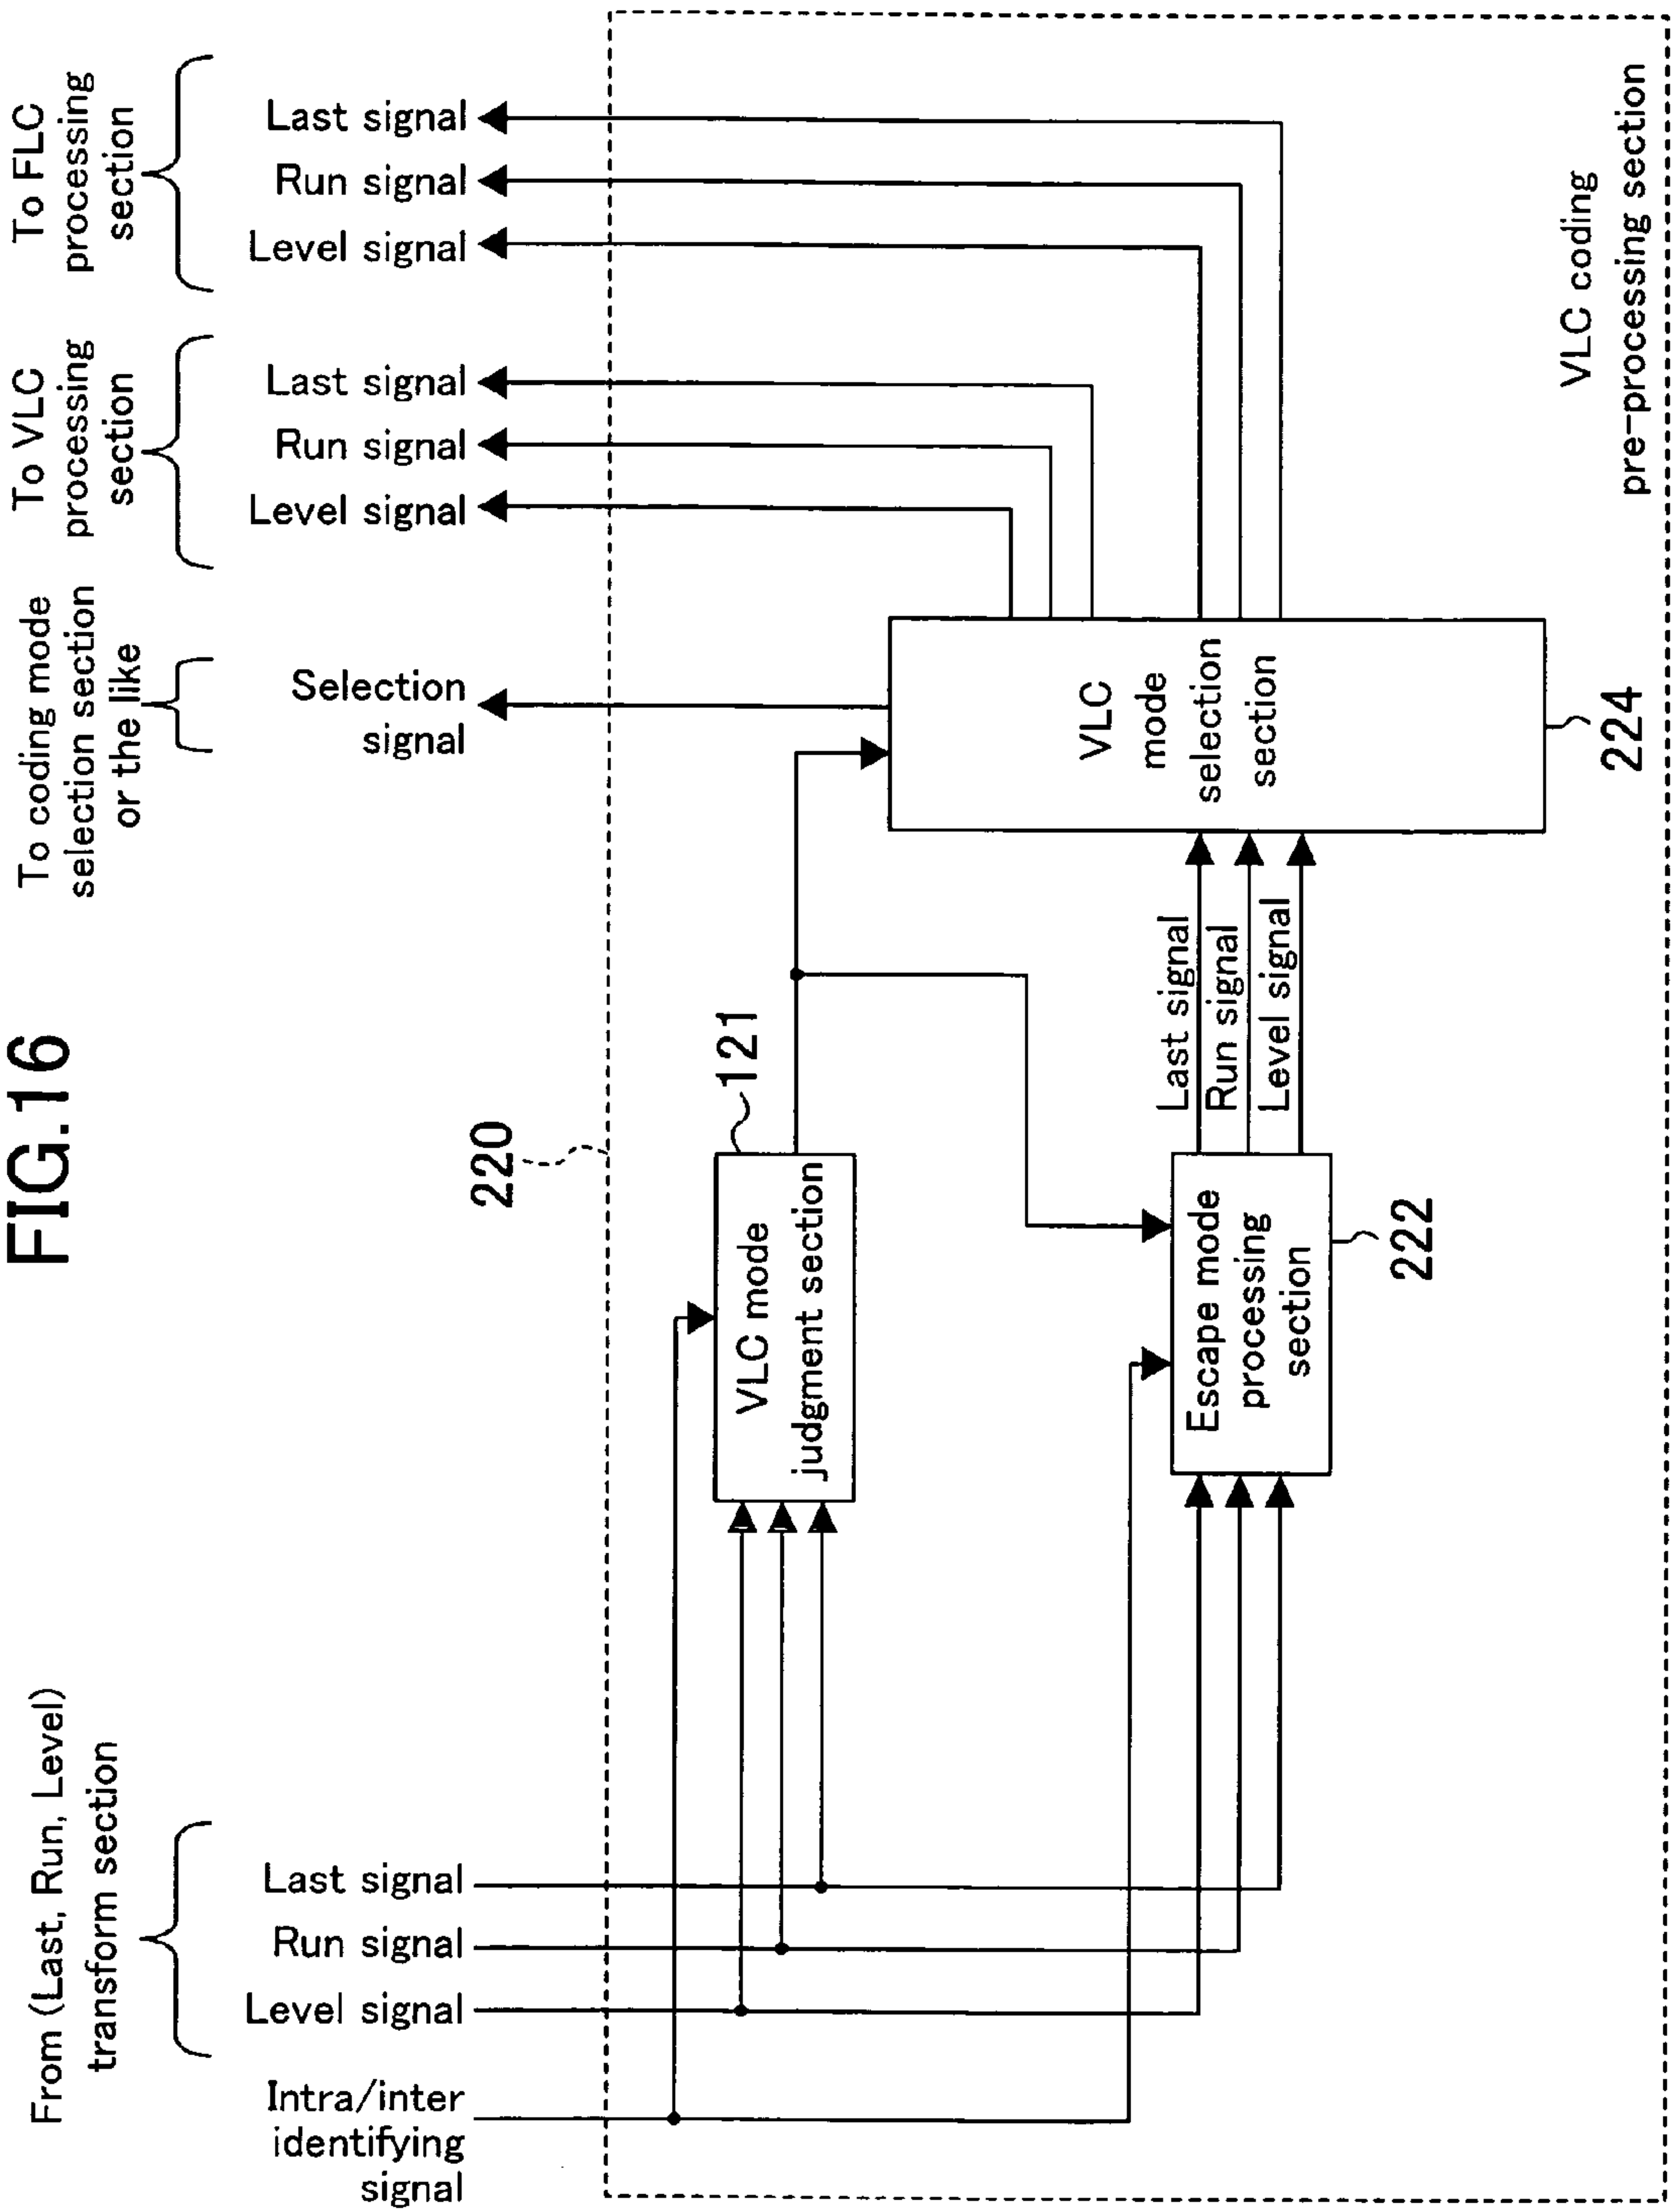 FIG.16
From (Last, Run, Level)
transform section
To coding mode
selection section
or the like
To VLC
processing
section
To FLC
processing
section
Intra/inter
identifying
signal
Level signal
Run signal
Last signal
Selection
signal
Level signal
Run signal
Last signal
Level signal
Run signal
Last signal
220
121
VLC mode
judgment section
Escape mode
processing
section
222
Last signal
Run signal
Level signal
VLC
mode
selection
section
224
VLC coding
pre-processing section